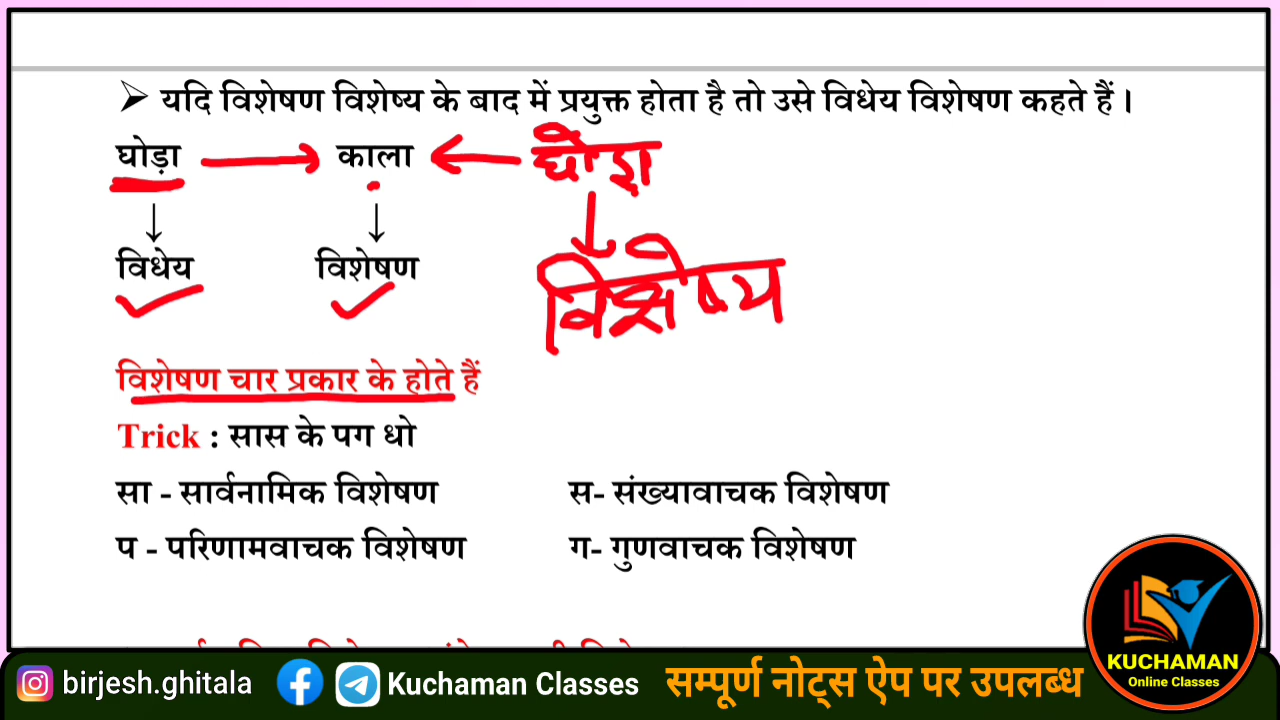 ➢ यदि विशेषण विशेष्य के बाद में प्रयुक्त होता है तो उसे विधेय विशेषण कहते हैं ।
घोड़ा → काला ← घोड़ा
↓ ↓ ↓
विधेय विशेषण विशेष्य
विशेषण चार प्रकार के होते हैं
Trick : सास के पग धो
सा - सार्वनामिक विशेषण स- संख्यावाचक विशेषण
प - परिणामवाचक विशेषण ग- गुणवाचक विशेषण
birjesh.ghitala Kuchaman Classes सम्पूर्ण नोट्स ऐप पर उपलब्ध
KUCHAMAN
Online Classes